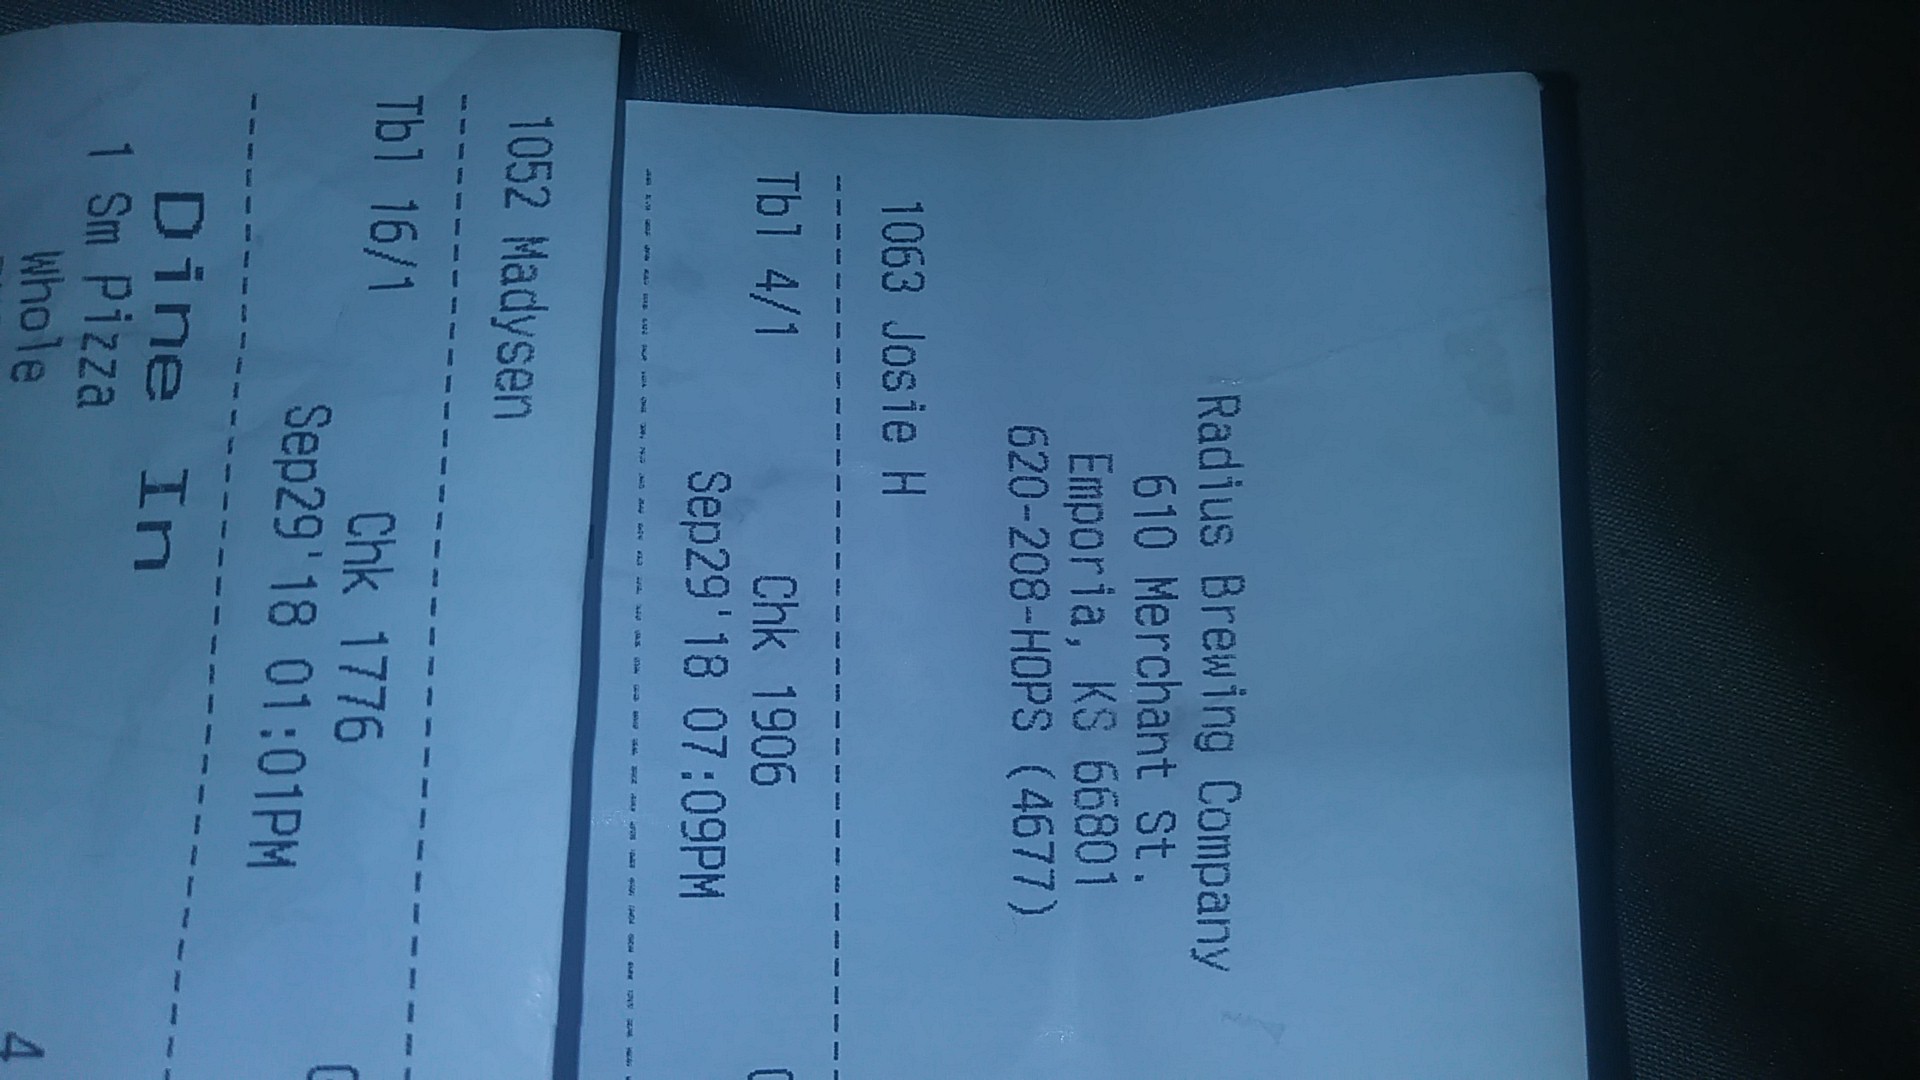 Radius Brewing Company
610 Merchant St.
Emporia, KS 66801
620-208-HOPS (4677)
1063 Josie H
Tbl 4/1 Chk 1906
Sep29'18 07:09PM
1052 Madysen
Tbl 16/1 Chk 1776
Sep29'18 01:01PM
Dine In
1 Sm Pizza
Whole